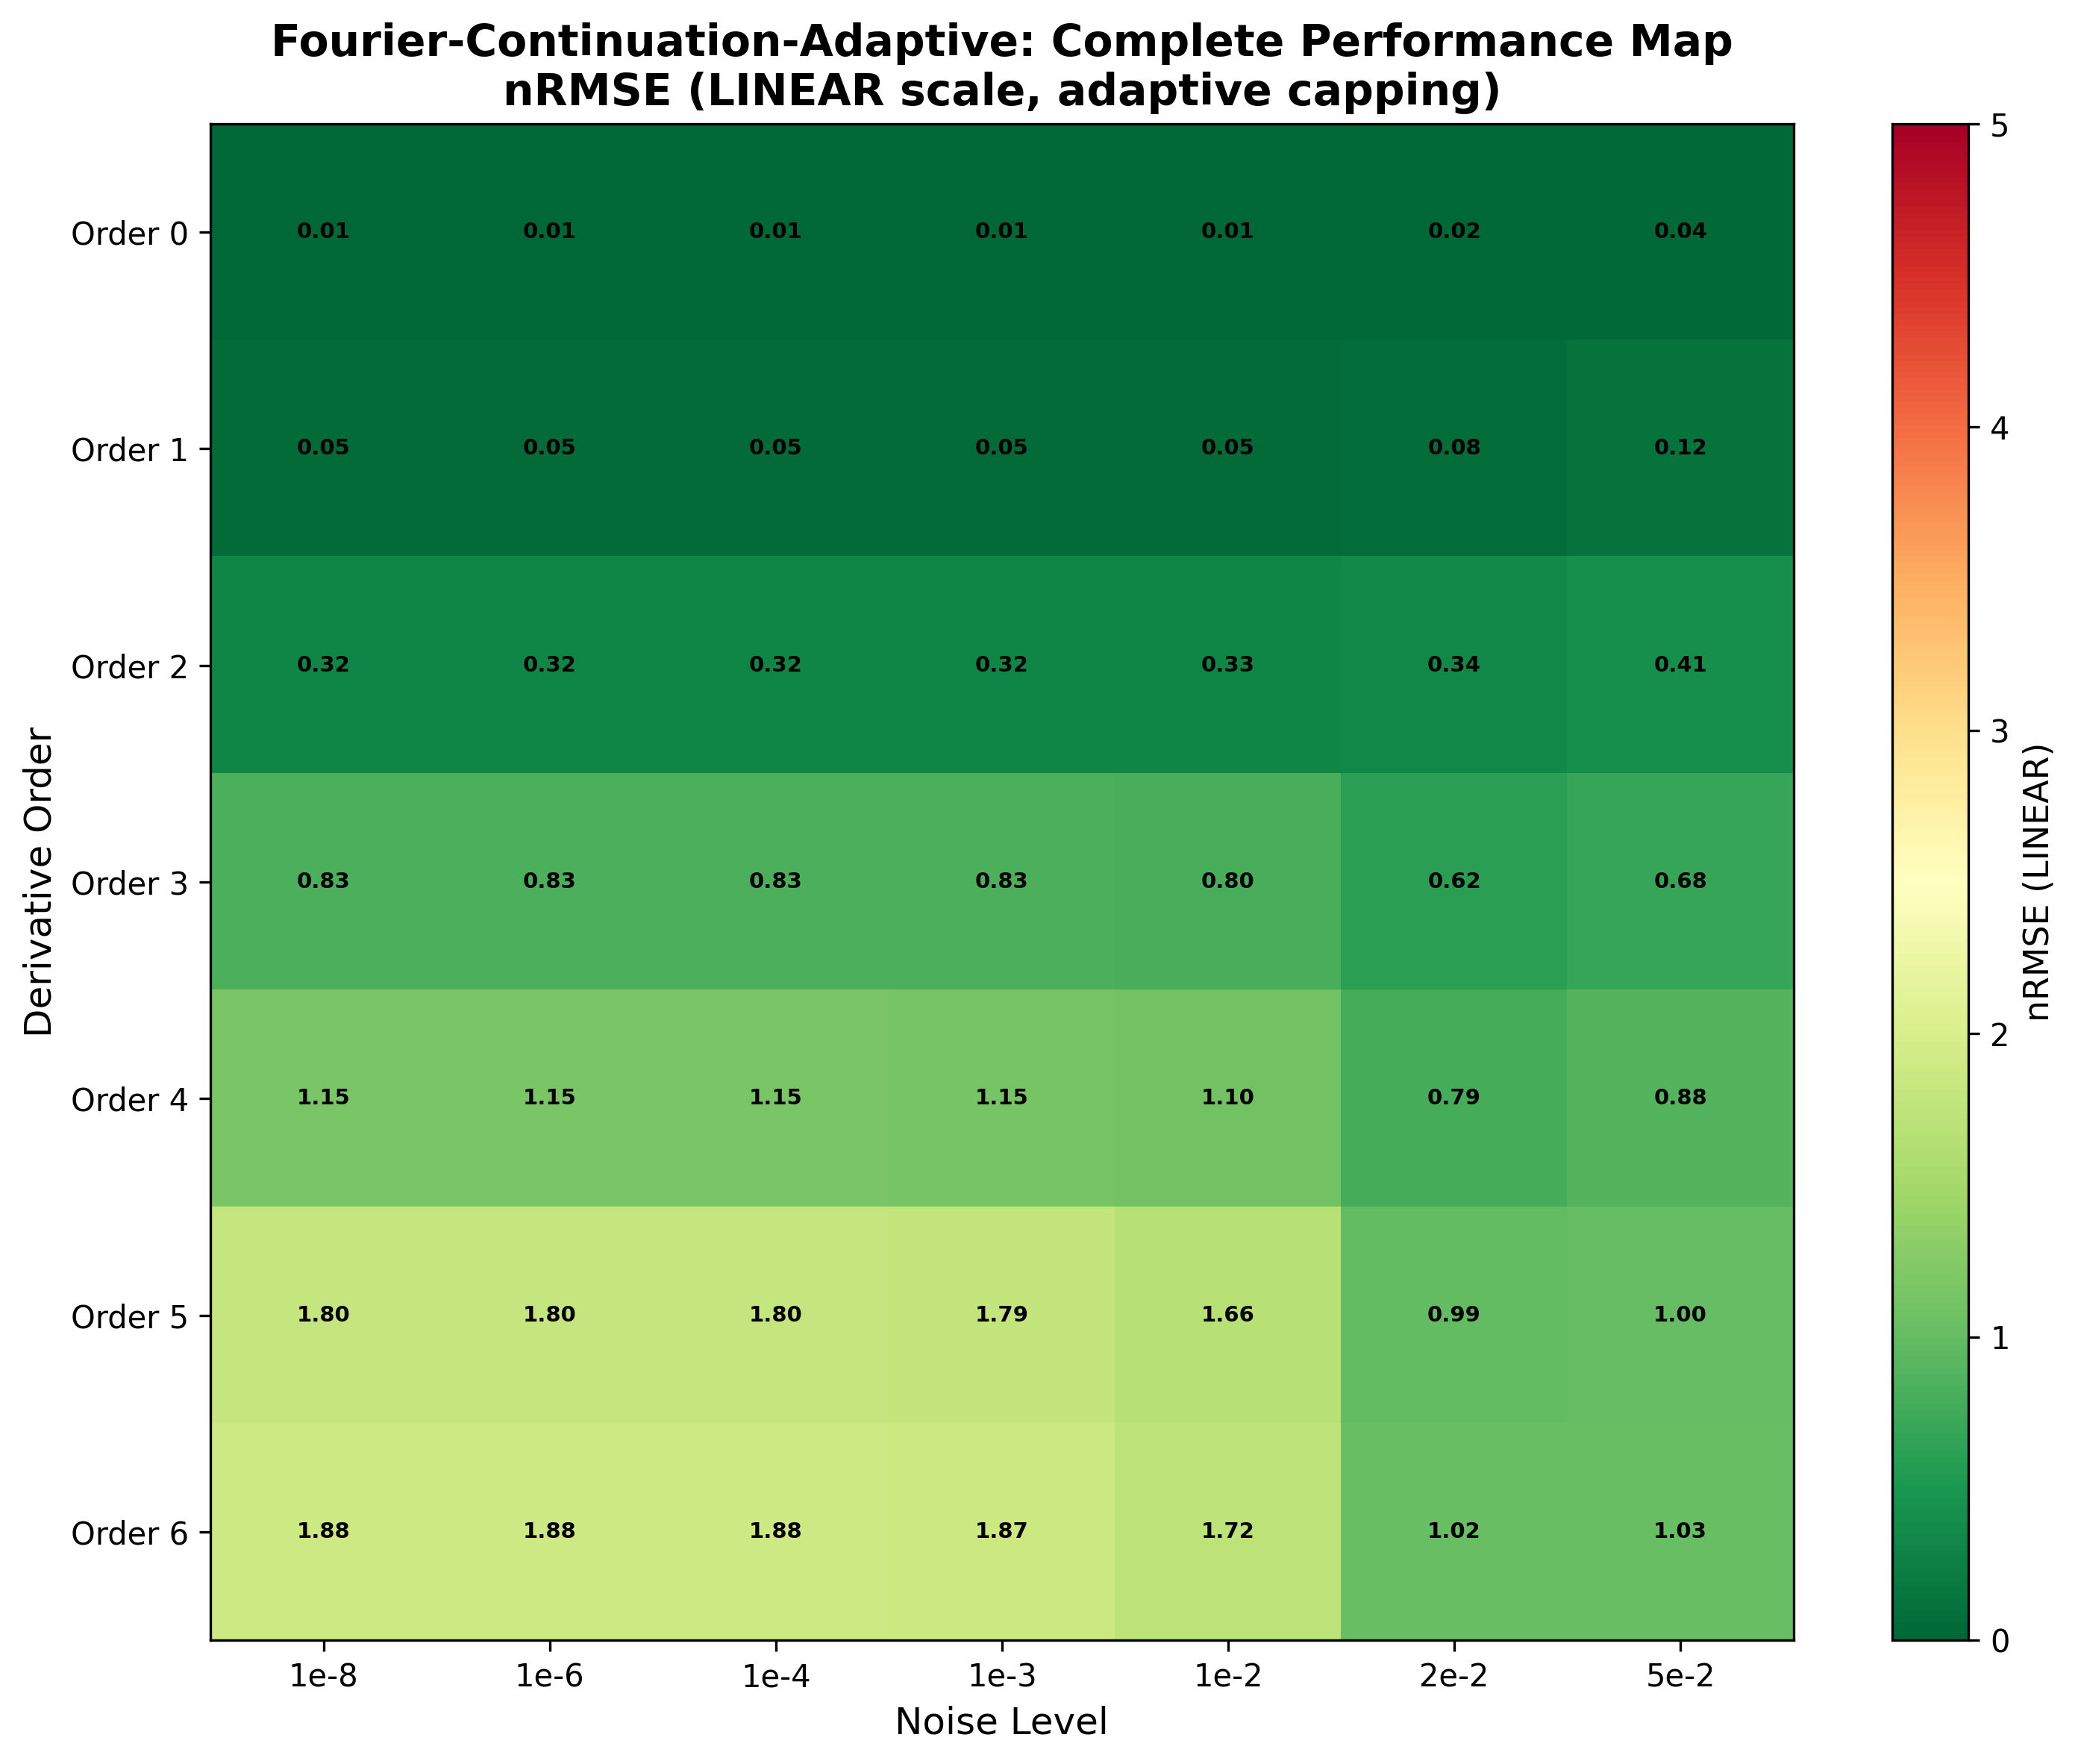 Fourier-Continuation-Adaptive: Complete Performance Map
nRMSE (LINEAR scale, adaptive capping)
Derivative Order
Order 0 0.01 0.01 0.01 0.01 0.01 0.02 0.04
Order 1 0.05 0.05 0.05 0.05 0.05 0.08 0.12
Order 2 0.32 0.32 0.32 0.32 0.33 0.34 0.41
Order 3 0.83 0.83 0.83 0.83 0.80 0.62 0.68
Order 4 1.15 1.15 1.15 1.15 1.10 0.79 0.88
Order 5 1.80 1.80 1.80 1.79 1.66 0.99 1.00
Order 6 1.88 1.88 1.88 1.87 1.72 1.02 1.03
1e-8 1e-6 1e-4 1e-3 1e-2 2e-2 5e-2
Noise Level
5
4
3
2
1
0
nRMSE (LINEAR)